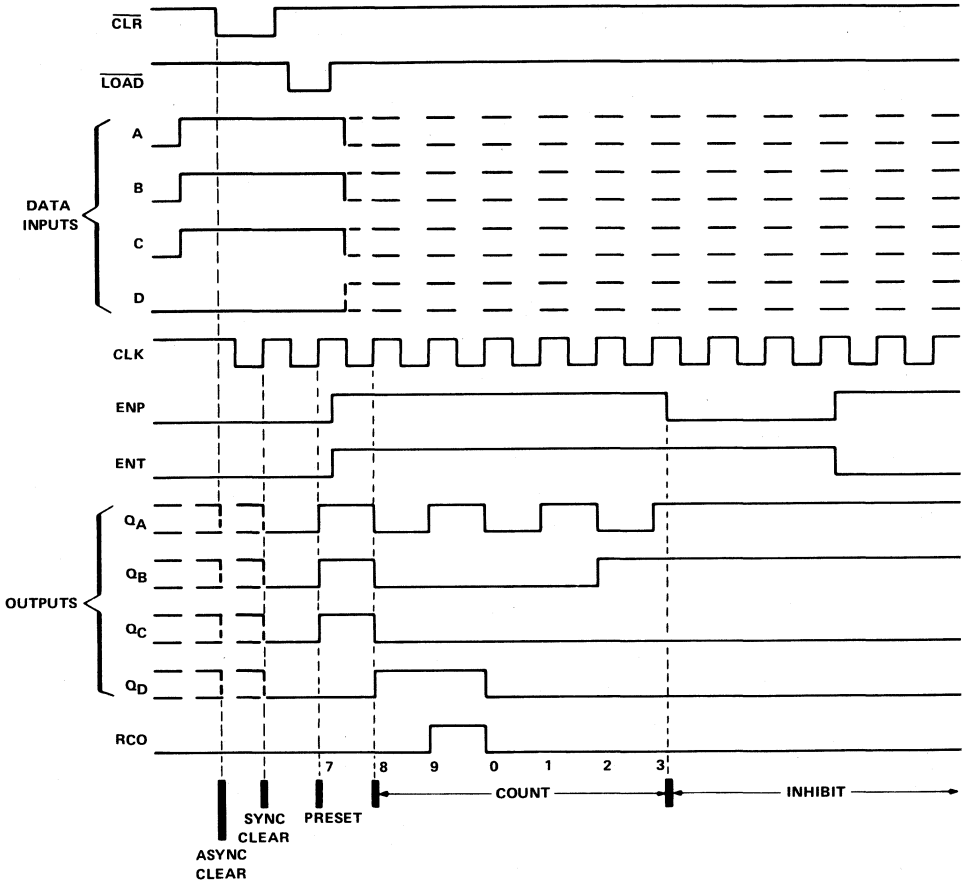 CLR
LOAD
A
B
DATA
INPUTS
C
D
CLK
ENP
ENT
QA
QB
OUTPUTS
QC
QD
RCO
7 8 9 0 1 2 3
COUNT
INHIBIT
SYNC
CLEAR
PRESET
ASYNC
CLEAR